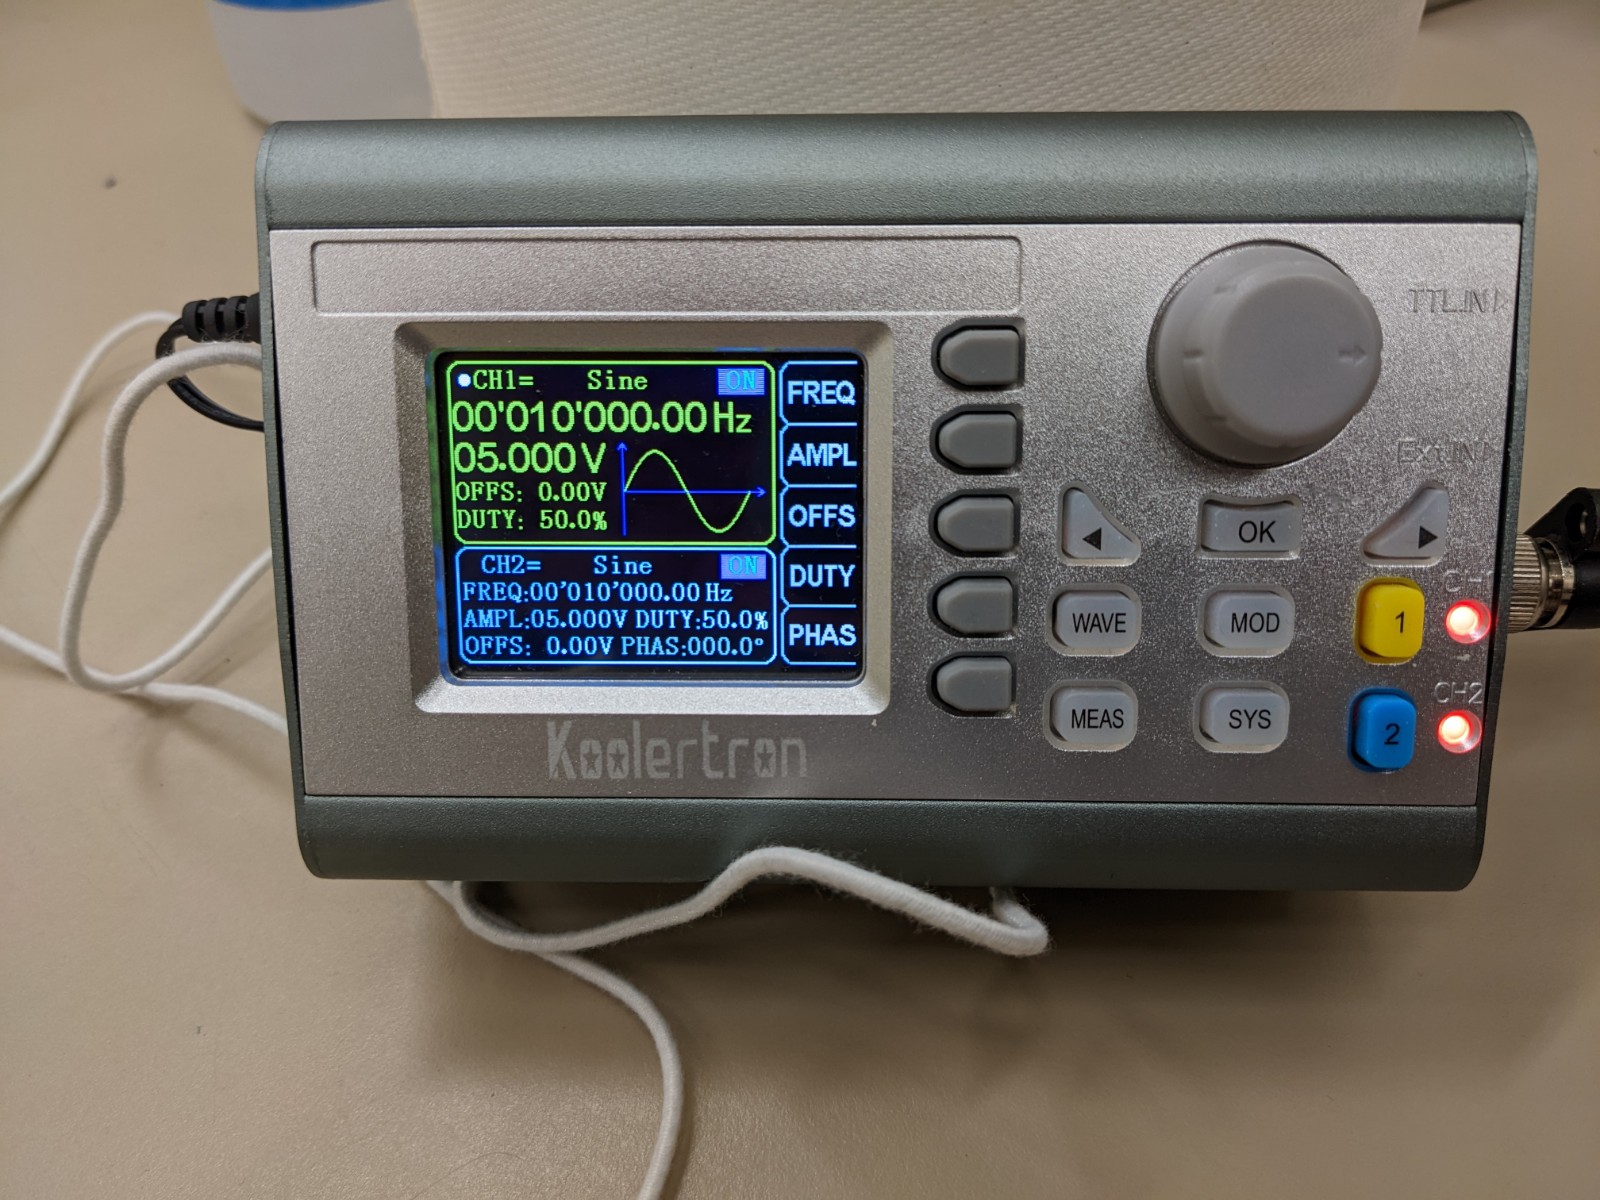 CH1= Sine ON
00'010'000.00 Hz
05.000 V
OFFS: 0.00V
DUTY: 50.0%
CH2= Sine ON
FREQ:00'010'000.00 Hz
AMPL:05.000V DUTY:50.0%
OFFS: 0.00V PHAS:000.0°
FREQ
AMPL
OFFS
DUTY
PHAS
Koolertron
TTL.IN
Ext.IN
◀ OK ▶
WAVE MOD 1
MEAS SYS 2
CH2